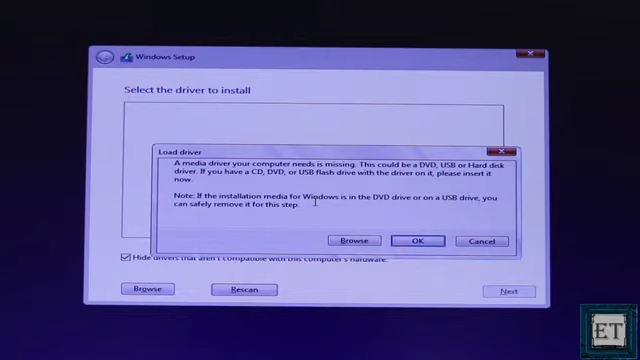 Windows Setup
Select the driver to install
Load driver
A media driver your computer needs is missing. This could be a DVD, USB or Hard disk
driver. If you have a CD, DVD, or USB flash drive with the driver on it, please insert it
now.
Note: If the installation media for Windows is in the DVD drive or on a USB drive, you
can safely remove it for this step.
Browse
OK
Cancel
Hide drivers that aren't compatible with this computer's hardware.
Browse
Rescan
Next
ET